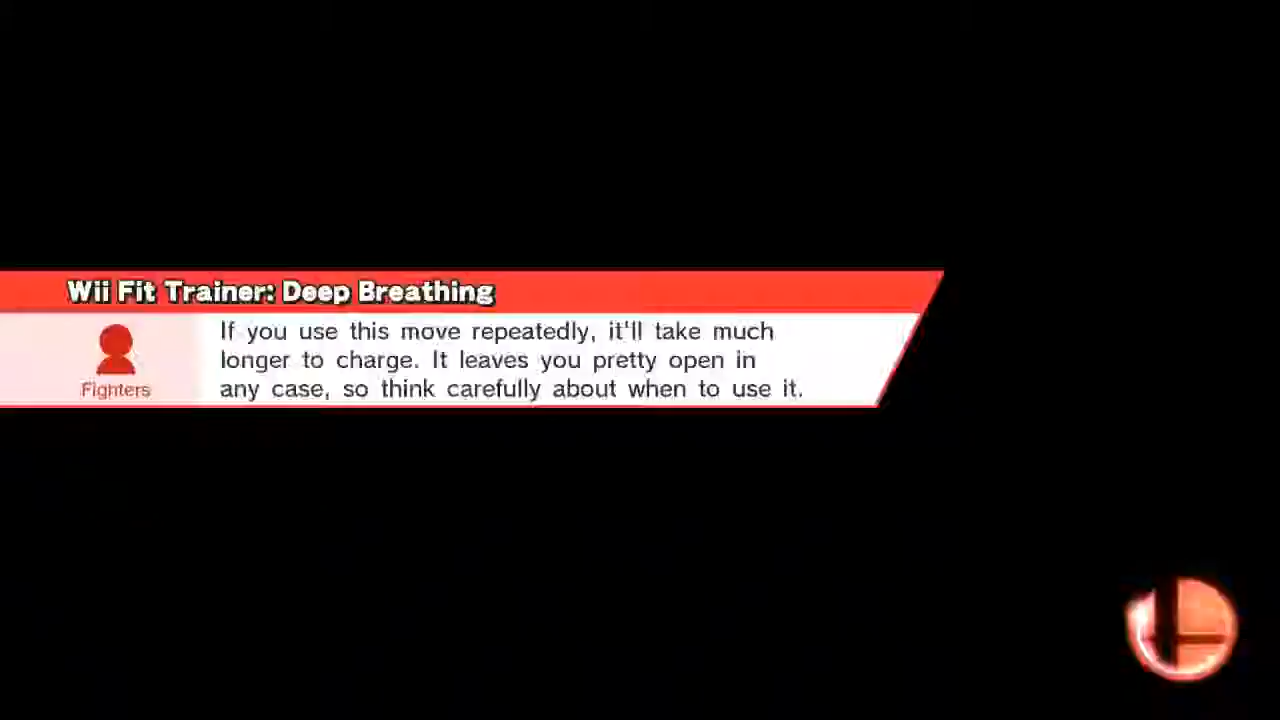 Wii Fit Trainer: Deep Breathing
If you use this move repeatedly, it'll take much
longer to charge. It leaves you pretty open in
any case, so think carefully about when to use it.
Fighters